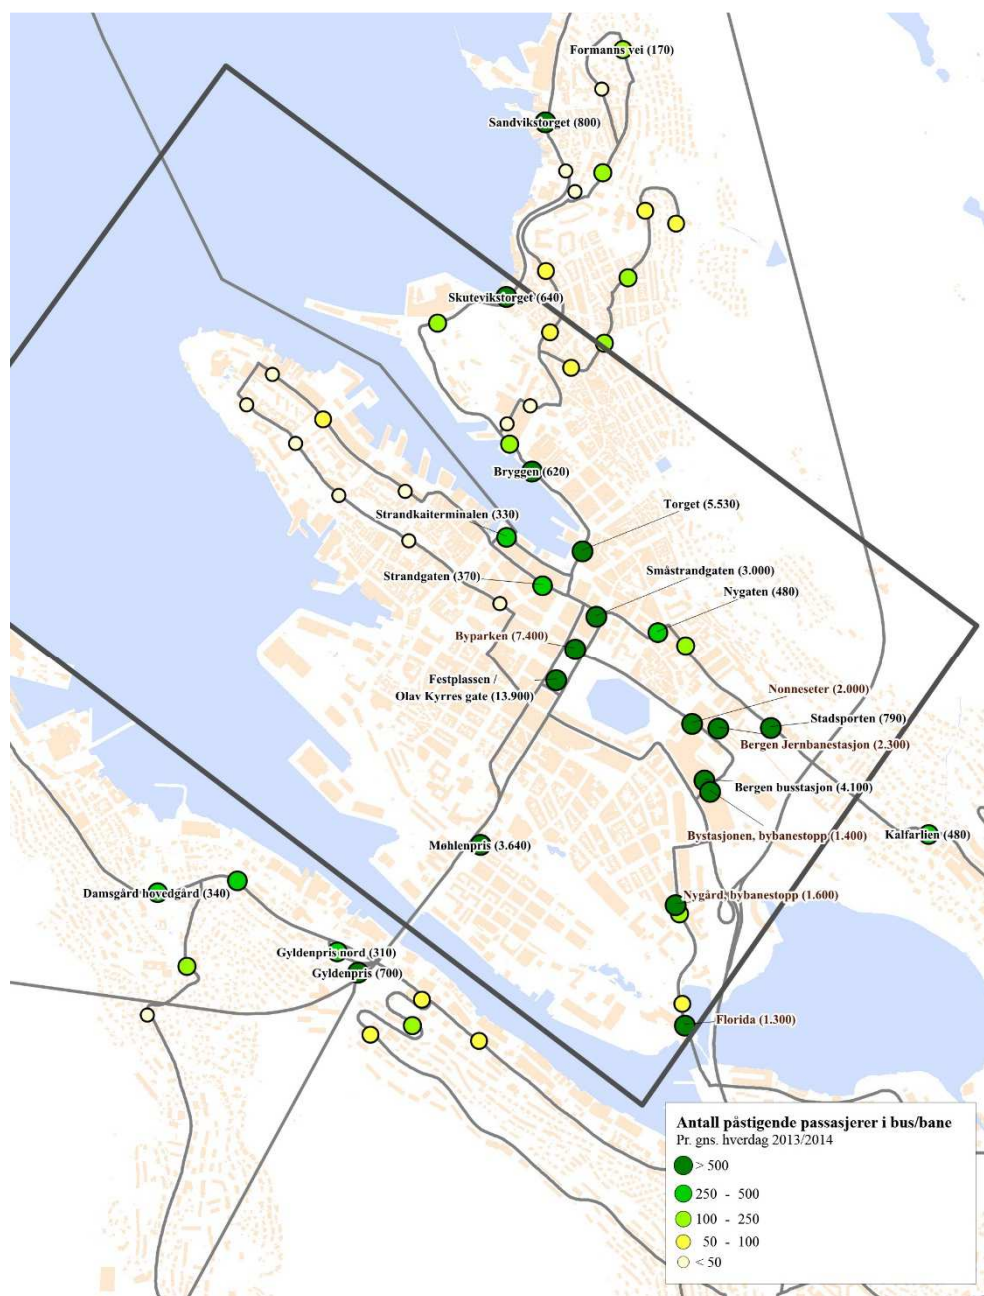 Formanns vei (170)
Sandvikstorget (800)
Skutevikstorget (640)
Bryggen (620)
Torget (5.530)
Strandkaiterminalen (330)
Småstrandgaten (3.000)
Strandgaten (370)
Nygaten (480)
Byparken (7.400)
Festplassen /
Olav Kyrres gate (13.900)
Nonneseter (2.000)
Stadsporten (790)
Bergen Jernbanestasjon (2.300)
Bergen busstasjon (4.100)
Bystasjonen, bybanestopp (1.400)
Kalfarlien (480)
Møhlenpris (3.640)
Damsgård hovedgård (340)
Nygård, bybanestopp (1.600)
Gyldenpris nord (310)
Gyldenpris (700)
Florida (1.300)
Antall påstigende passasjerer i bus/bane
Pr. gns. hverdag 2013/2014
> 500
250 - 500
100 - 250
50 - 100
< 50